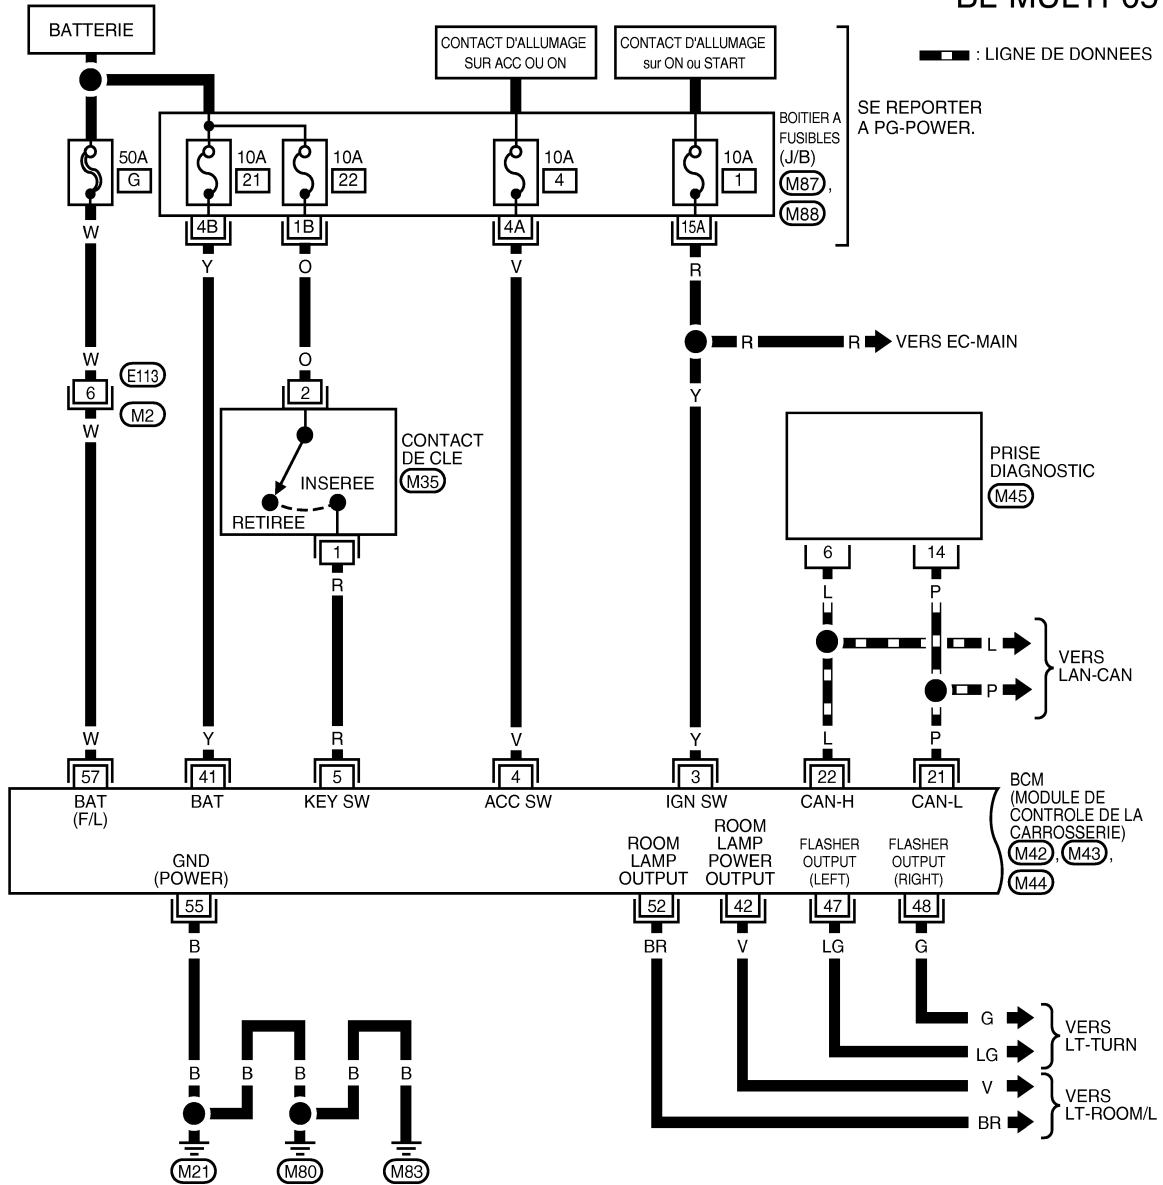 BATTERIE
CONTACT D'ALLUMAGE
SUR ACC OU ON
CONTACT D'ALLUMAGE
sur ON ou START
: LIGNE DE DONNEES
SE REPORTER
A PG-POWER.
BOITIER A
FUSIBLES
(J/B)
M87 ,
M88
50A
G
10A
21
10A
22
10A
4
10A
1
4B
1B
4A
15A
W
Y
O
V
R
R
R
VERS EC-MAIN
W
O
Y
6
E113
M2
W
2
CONTACT
DE CLE
M35
INSEREE
RETIREE
1
R
PRISE
DIAGNOSTIC
M45
6
14
L
P
L
P
VERS
LAN-CAN
W
Y
R
V
Y
L
P
57
41
5
4
3
22
21
BAT
(F/L)
BAT
KEY SW
ACC SW
IGN SW
CAN-H
CAN-L
BCM
(MODULE DE
CONTROLE DE LA
CARROSSERIE)
M42 , M43 ,
M44
GND
(POWER)
ROOM
LAMP
OUTPUT
ROOM
LAMP
POWER
OUTPUT
FLASHER
OUTPUT
(LEFT)
FLASHER
OUTPUT
(RIGHT)
55
52
42
47
48
B
BR
V
LG
G
G
LG
VERS
LT-TURN
V
BR
VERS
LT-ROOM/L
B
B
B
B
B
M21
M80
M83